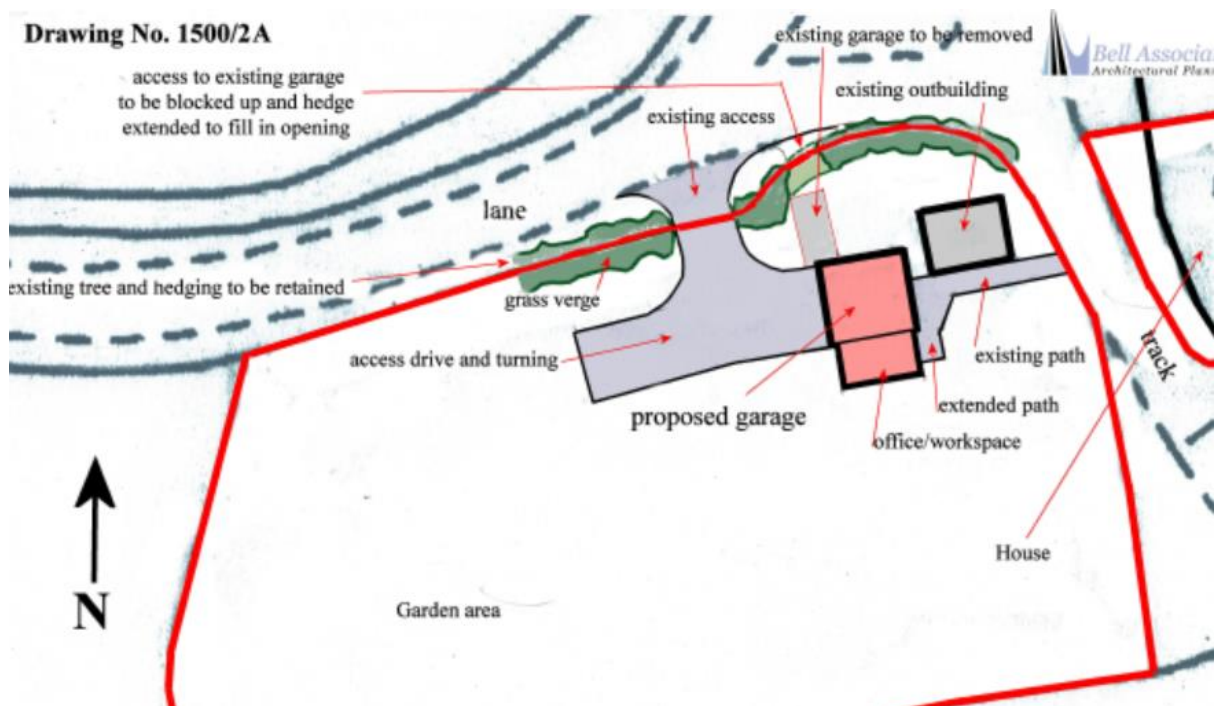 Drawing No. 1500/2A
existing garage to be removed
Bell Associa
Architectural Plann
access to existing garage
to be blocked up and hedge
extended to fill in opening
existing outbuilding
existing access
lane
existing tree and hedging to be retained
grass verge
access drive and turning
existing path
track
proposed garage
extended path
office/workspace
N
House
Garden area